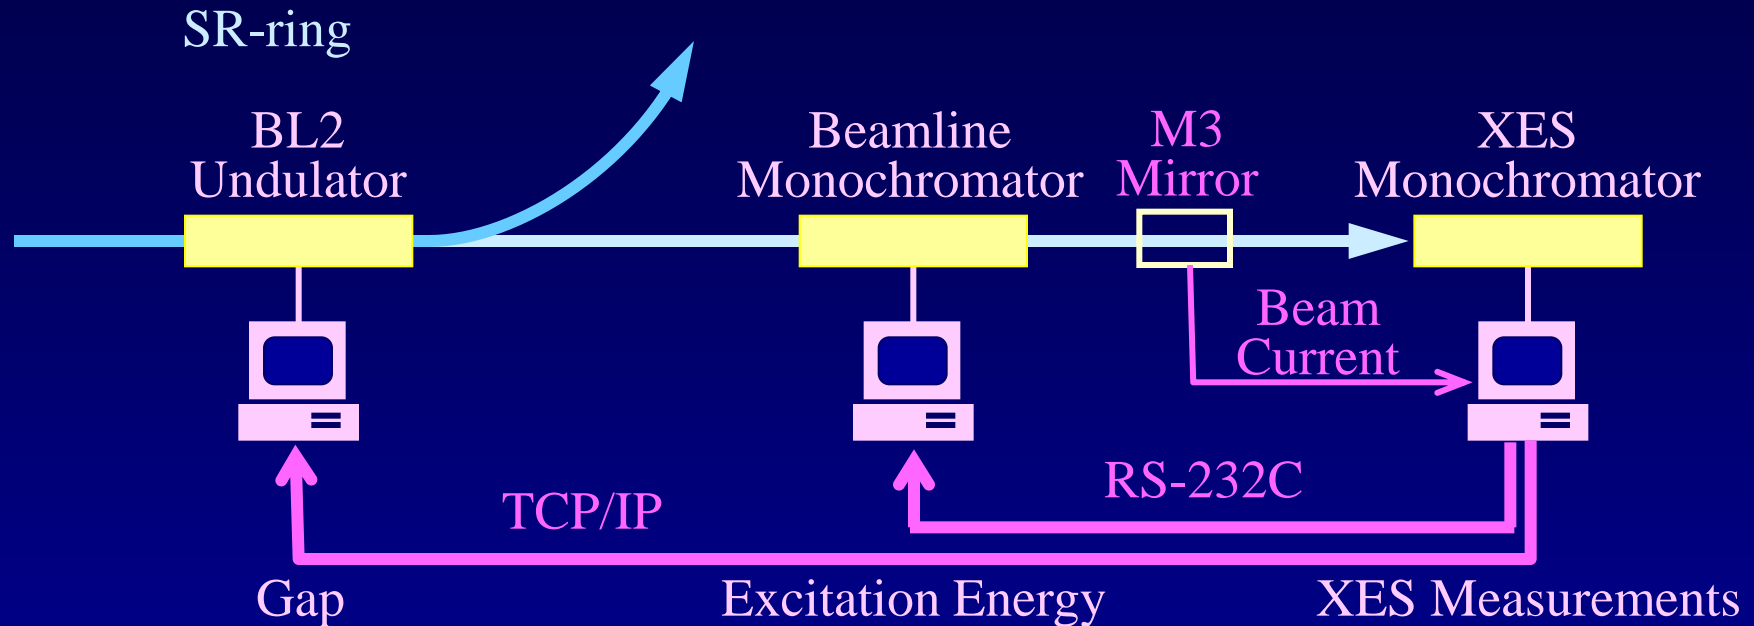 SR-ring
BL2
Undulator
Beamline
Monochromator
M3
Mirror
XES
Monochromator
Beam
Current
RS-232C
TCP/IP
Gap
Excitation Energy
XES Measurements